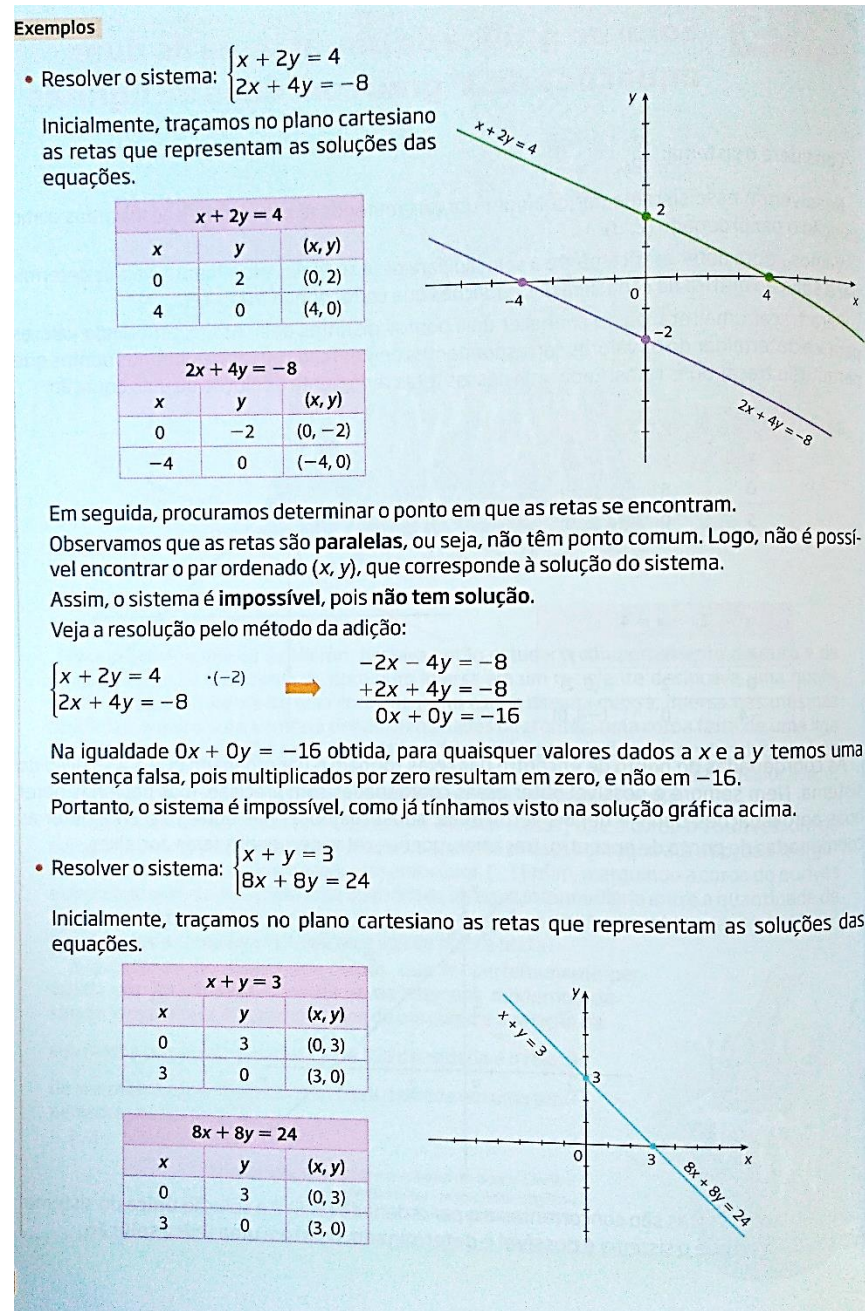 Exemplos
• Resolver o sistema: {x + 2y = 4
{2x + 4y = −8
Inicialmente, traçamos no plano cartesiano
as retas que representam as soluções das
equações.
x + 2y = 4
x y (x, y)
0 2 (0, 2)
4 0 (4, 0)
2x + 4y = −8
x y (x, y)
0 −2 (0, −2)
−4 0 (−4, 0)
y
x + 2y = 4
2
−4 0 4 x
−2
2x + 4y = −8
Em seguida, procuramos determinar o ponto em que as retas se encontram.
Observamos que as retas são paralelas, ou seja, não têm ponto comum. Logo, não é possí-
vel encontrar o par ordenado (x, y), que corresponde à solução do sistema.
Assim, o sistema é impossível, pois não tem solução.
Veja a resolução pelo método da adição:
{x + 2y = 4 ·(−2)
{2x + 4y = −8
−2x − 4y = −8
+2x + 4y = −8
0x + 0y = −16
Na igualdade 0x + 0y = −16 obtida, para quaisquer valores dados a x e a y temos uma
sentença falsa, pois multiplicados por zero resultam em zero, e não em −16.
Portanto, o sistema é impossível, como já tínhamos visto na solução gráfica acima.
• Resolver o sistema: {x + y = 3
{8x + 8y = 24
Inicialmente, traçamos no plano cartesiano as retas que representam as soluções das
equações.
x + y = 3
x y (x, y)
0 3 (0, 3)
3 0 (3, 0)
8x + 8y = 24
x y (x, y)
0 3 (0, 3)
3 0 (3, 0)
y
x + y = 3
3
0 3 x
8x + 8y = 24